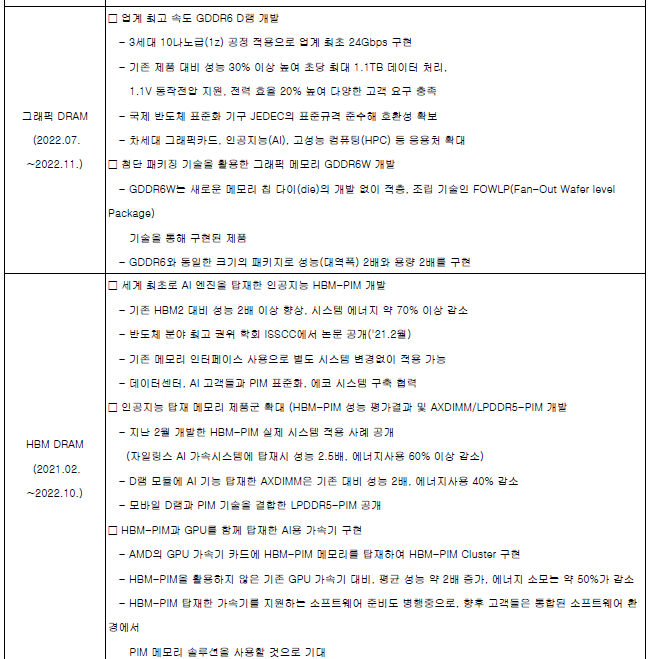 □ 업계 최고 속도 GDDR6 D램 개발
- 3세대 10나노급(1z) 공정 적용으로 업계 최초 24Gbps 구현
- 기존 제품 대비 성능 30% 이상 높여 초당 최대 1.1TB 데이터 처리,
1.1V 동작전압 지원, 전력 효율 20% 높여 다양한 고객 요구 충족
그래픽 DRAM
(2022.07.
~2022.11.)
- 국제 반도체 표준화 기구 JEDEC의 표준규격 준수해 호환성 확보
- 차세대 그래픽카드, 인공지능(AI), 고성능 컴퓨팅(HPC) 등 응용처 확대
□ 첨단 패키징 기술을 활용한 그래픽 메모리 GDDR6W 개발
- GDDR6W는 새로운 메모리 칩 다이(die)의 개발 없이 적층, 조립 기술인 FOWLP(Fan-Out Wafer level
Package)
기술을 통해 구현된 제품
- GDDR6와 동일한 크기의 패키지로 성능(대역폭) 2배와 용량 2배를 구현
□ 세계 최초로 AI 엔진을 탑재한 인공지능 HBM-PIM 개발
- 기존 HBM2 대비 성능 2배 이상 향상, 시스템 에너지 약 70% 이상 감소
- 반도체 분야 최고 권위 학회 ISSCC에서 논문 공개('21.2월)
- 기존 메모리 인터페이스 사용으로 별도 시스템 변경없이 적용 가능
- 데이터센터, AI 고객들과 PIM 표준화, 에코 시스템 구축 협력
□ 인공지능 탑재 메모리 제품군 확대 (HBM-PIM 성능 평가결과 및 AXDIMM/LPDDR5-PIM 개발
HBM DRAM
(2021.02.
~2022.10.)
- 지난 2월 개발한 HBM-PIM 실제 시스템 적용 사례 공개
(자일링스 AI 가속시스템에 탑재시 성능 2.5배, 에너지사용 60% 이상 감소)
- D램 모듈에 AI 기능 탑재한 AXDIMM은 기존 대비 성능 2배, 에너지사용 40% 감소
- 모바일 D램과 PIM 기술을 결합한 LPDDR5-PIM 공개
□ HBM-PIM과 GPU를 함께 탑재한 AI용 가속기 구현
- AMD의 GPU 가속기 카드에 HBM-PIM 메모리를 탑재하여 HBM-PIM Cluster 구현
- HBM-PIM을 활용하지 않은 기존 GPU 가속기 대비, 평균 성능 약 2배 증가, 에너지 소모는 약 50%가 감소
- HBM-PIM 탑재한 가속기를 지원하는 소프트웨어 준비도 병행중으로, 향후 고객들은 통합된 소프트웨어 환
경에서
PIM 메모리 솔루션을 사용할 것으로 기대